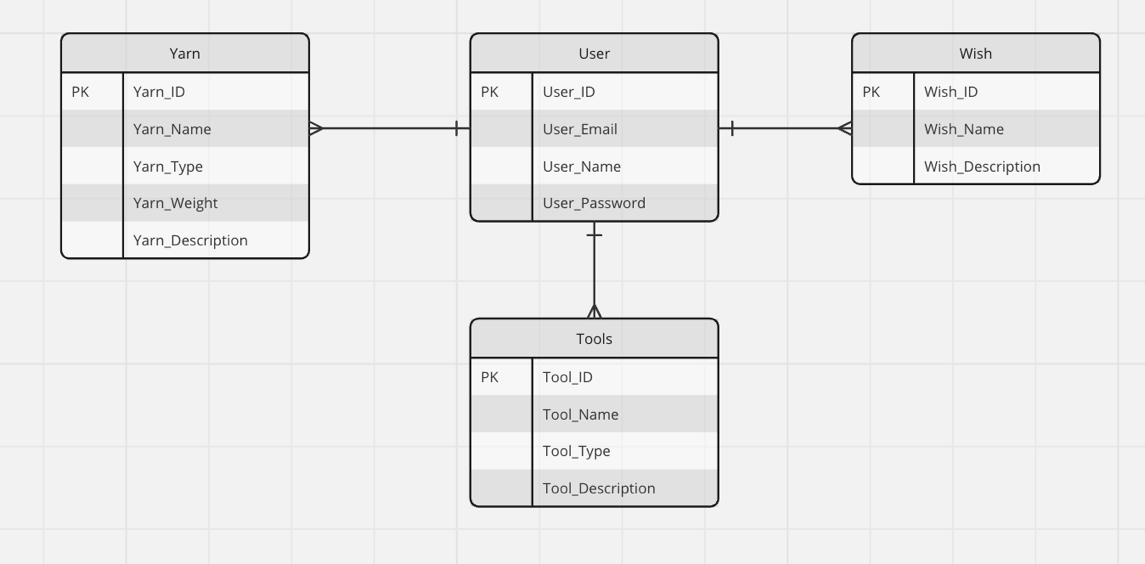 Yarn
PK Yarn_ID
Yarn_Name
Yarn_Type
Yarn_Weight
Yarn_Description
User
PK User_ID
User_Email
User_Name
User_Password
Wish
PK Wish_ID
Wish_Name
Wish_Description
Tools
PK Tool_ID
Tool_Name
Tool_Type
Tool_Description